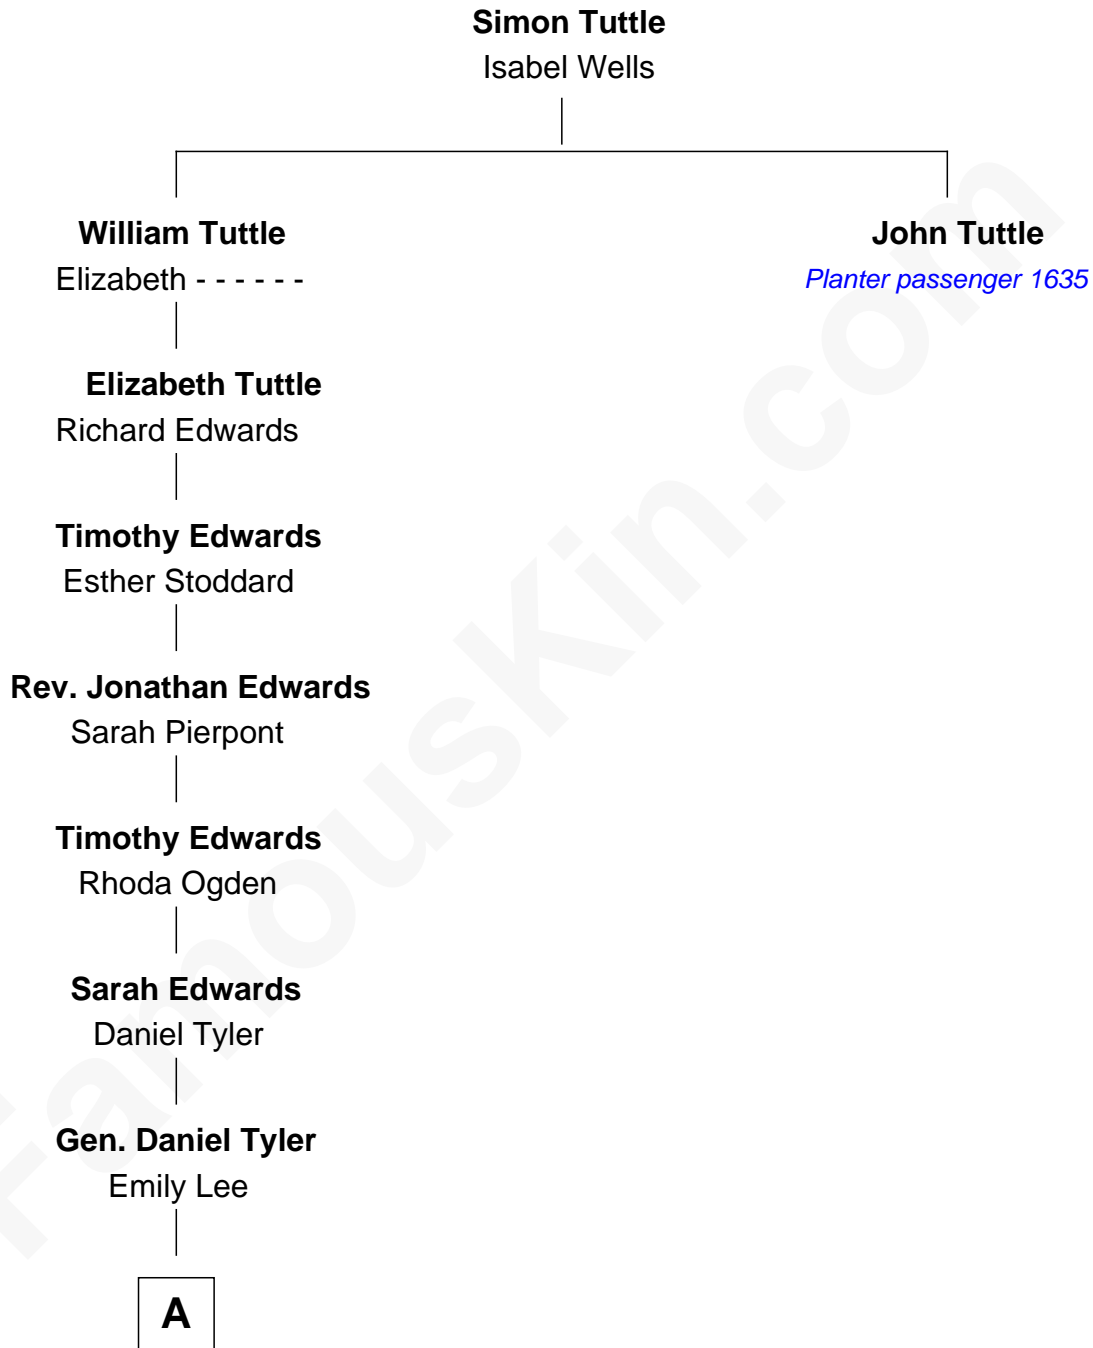 Simon Tuttle
Isabel Wells
William Tuttle
Elizabeth - - - - - -
John Tuttle
Planter passenger 1635
Elizabeth Tuttle
Richard Edwards
Timothy Edwards
Esther Stoddard
Rev. Jonathan Edwards
Sarah Pierpont
Timothy Edwards
Rhoda Ogden
Sarah Edwards
Daniel Tyler
Gen. Daniel Tyler
Emily Lee
A
FamousKin.com